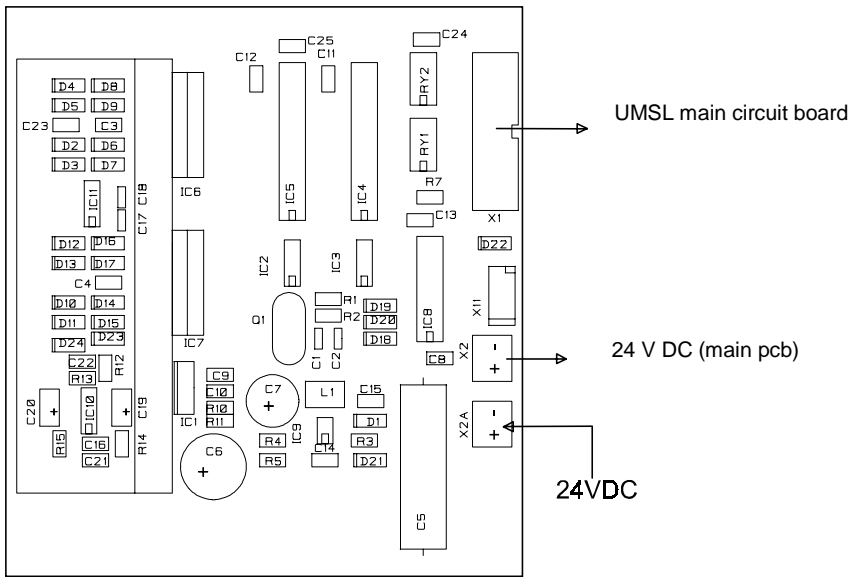 C25
C24
C12
C11
RY2
UMSL main circuit board
D4 D8
D5 D9
C23 C3
RY1
D2 D6
D3 D7
IC11
C18
IC6
IC5
IC4
R7
C17
C13
X1
D12 D16
D13 D17
IC2
IC3
D22
C4
IC8
X11
D10 D14
D11 D15
R1
D19
Q1
R2
D20
D23
D24
IC7
C1
C2
D18
X2
-
+
24 V DC (main pcb)
C22
R12
C8
R13
C9
C7
+
L1
C15
C20
+
IC10
+
C19
IC1
C10
R10
R11
D1
X2A
-
+
R15
C16
R14
C6
+
R4
IC9
R3
C21
R5
C14
D21
C5
24VDC